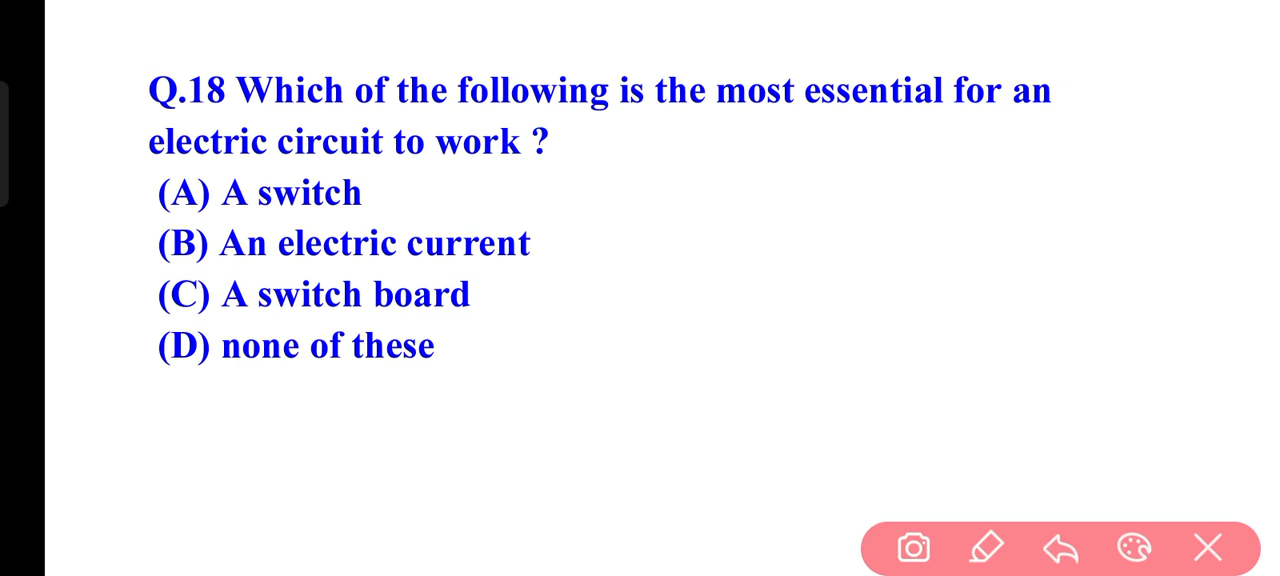 Q.18 Which of the following is the most essential for an
electric circuit to work ?
(A) A switch
(B) An electric current
(C) A switch board
(D) none of these